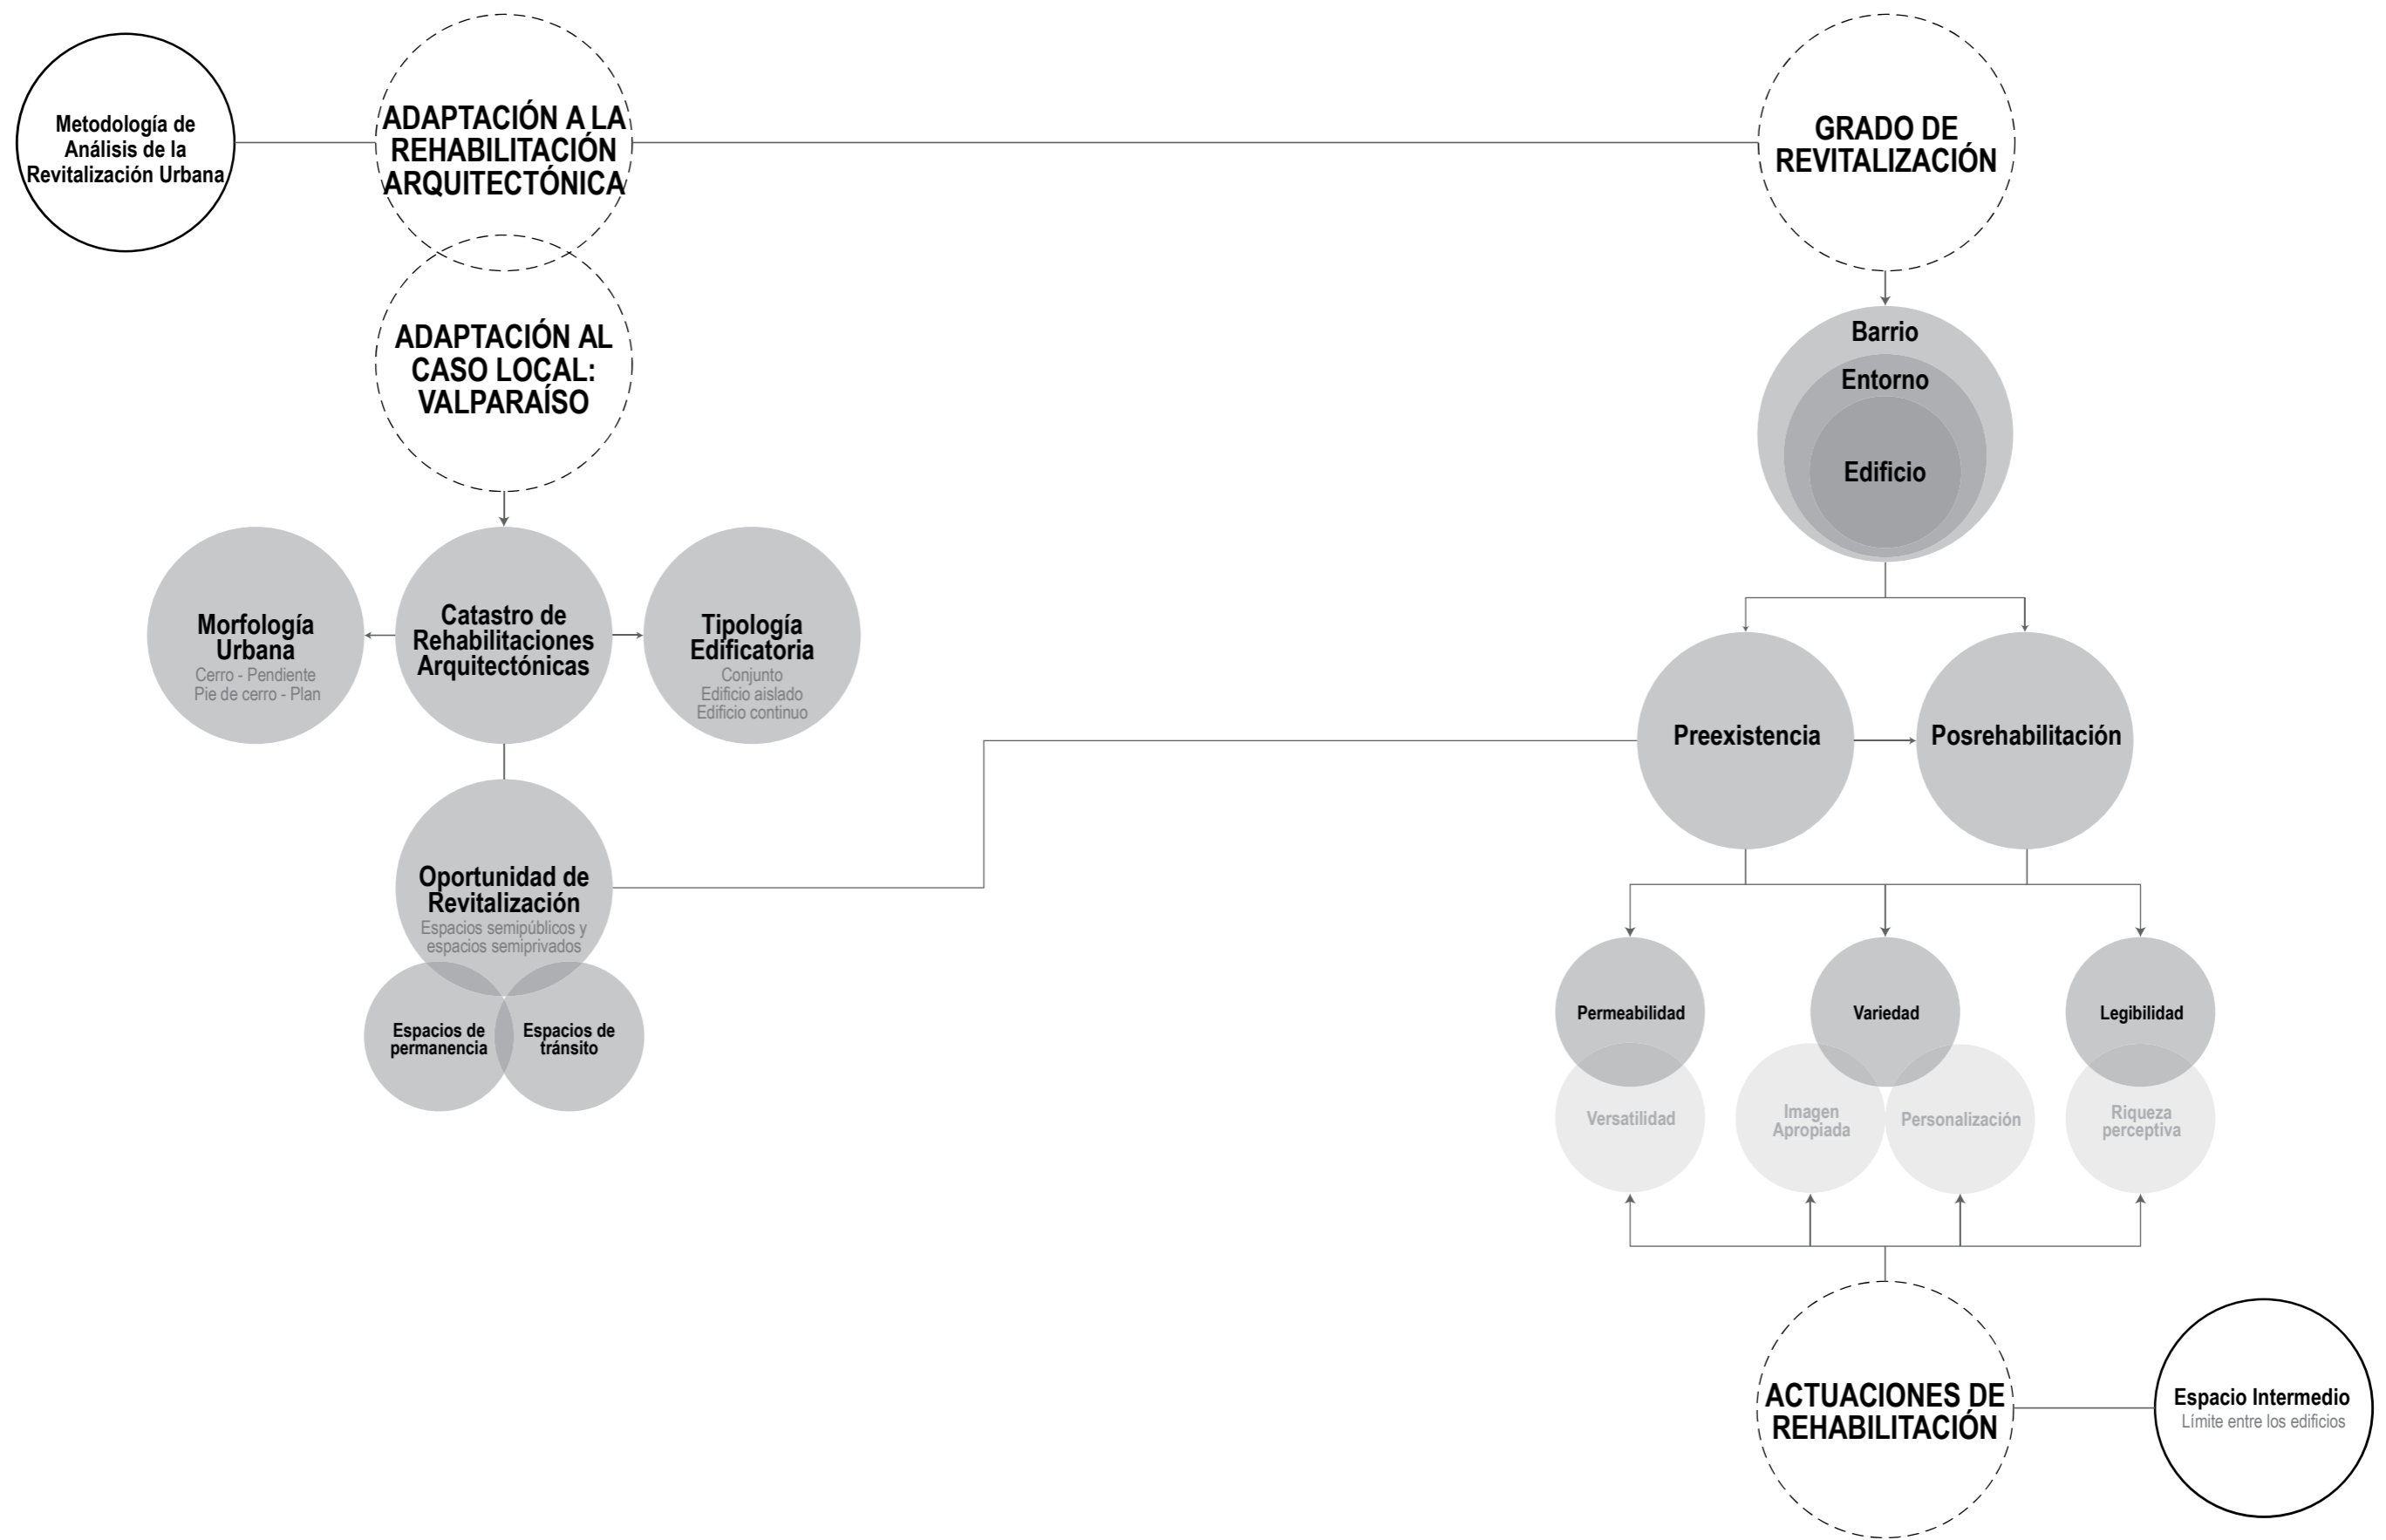 Metodología de
Análisis de la
Revitalización Urbana
ADAPTACIÓN A LA
REHABILITACIÓN
ARQUITECTÓNICA
GRADO DE
REVITALIZACIÓN
ADAPTACIÓN AL
CASO LOCAL:
VALPARAÍSO
Barrio
Entorno
Edificio
Morfología
Urbana
Cerro - Pendiente
Pie de cerro - Plan
Catastro de
Rehabilitaciones
Arquitectónicas
Tipología
Edificatoria
Conjunto
Edificio aislado
Edificio continuo
Preexistencia
Posrehabilitación
Oportunidad de
Revitalización
Espacios semipúblicos y
espacios semiprivados
Espacios de
permanencia
Espacios de
tránsito
Permeabilidad
Variedad
Legibilidad
Versatilidad
Imagen
Apropiada
Personalización
Riqueza
perceptiva
ACTUACIONES DE
REHABILITACIÓN
Espacio Intermedio
Límite entre los edificios